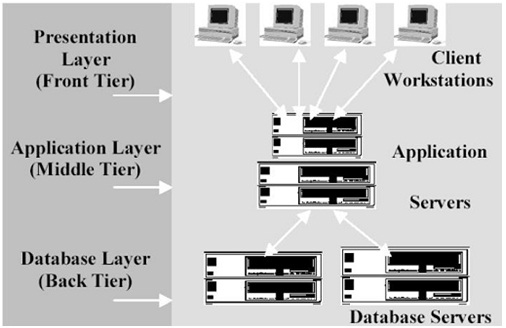 Presentation
Layer
(Front Tier)
Client
Workstations
Application Layer
(Middle Tier)
Application
Servers
Database Layer
(Back Tier)
Database Servers